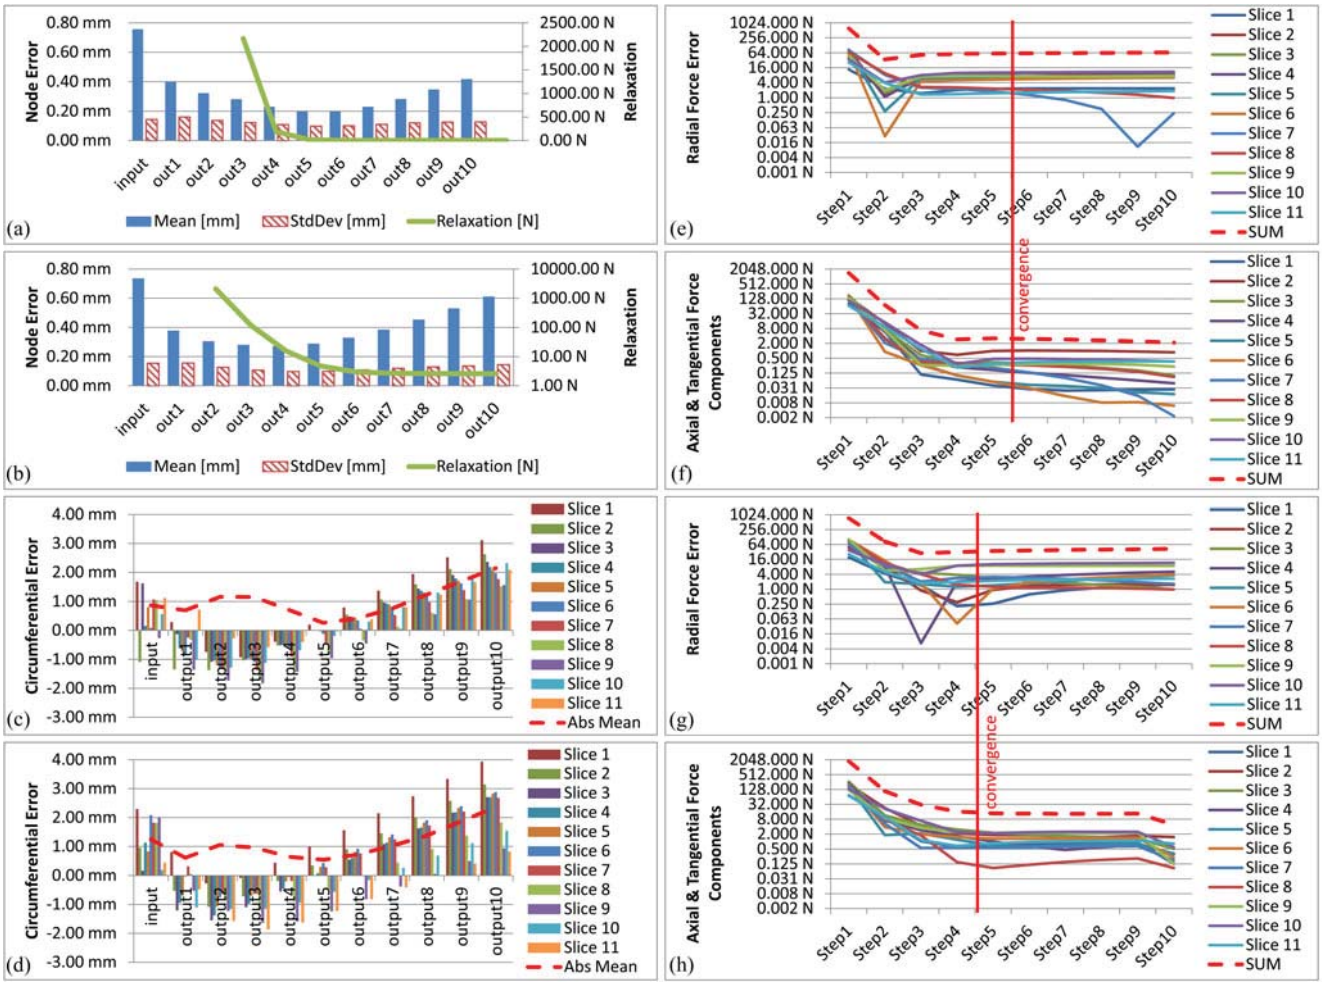 0.80 mm
0.60 mm
0.40 mm
0.20 mm
0.00 mm
Node Error
2500.00 N
2000.00 N
1500.00 N
1000.00 N
500.00 N
0.00 N
Relaxation
input
out1
out2
out3
out4
out5
out6
out7
out8
out9
out10
(a)
Mean [mm]
StdDev [mm]
Relaxation [N]
0.80 mm
0.60 mm
0.40 mm
0.20 mm
0.00 mm
Node Error
10000.00 N
1000.00 N
100.00 N
10.00 N
1.00 N
Relaxation
input
out1
out2
out3
out4
out5
out6
out7
out8
out9
out10
(b)
Mean [mm]
StdDev [mm]
Relaxation [N]
4.00 mm
3.00 mm
2.00 mm
1.00 mm
0.00 mm
-1.00 mm
-2.00 mm
-3.00 mm
Circumferential Error
input
output1
output2
output3
output4
output5
output6
output7
output8
output9
output10
Slice 1
Slice 2
Slice 3
Slice 4
Slice 5
Slice 6
Slice 7
Slice 8
Slice 9
Slice 10
Slice 11
Abs Mean
(c)
4.00 mm
3.00 mm
2.00 mm
1.00 mm
0.00 mm
-1.00 mm
-2.00 mm
-3.00 mm
Circumferential Error
input
output1
output2
output3
output4
output5
output6
output7
output8
output9
output10
Slice 1
Slice 2
Slice 3
Slice 4
Slice 5
Slice 6
Slice 7
Slice 8
Slice 9
Slice 10
Slice 11
Abs Mean
(d)
1024.000 N
256.000 N
64.000 N
16.000 N
4.000 N
1.000 N
0.250 N
0.063 N
0.016 N
0.004 N
0.001 N
Radial Force Error
Step1
Step2
Step3
Step4
Step5
Step6
Step7
Step8
Step9
Step10
Slice 1
Slice 2
Slice 3
Slice 4
Slice 5
Slice 6
Slice 7
Slice 8
Slice 9
Slice 10
Slice 11
SUM
(e)
convergence
2048.000 N
512.000 N
128.000 N
32.000 N
8.000 N
2.000 N
0.500 N
0.125 N
0.031 N
0.008 N
0.002 N
Axial & Tangential Force
Components
Step1
Step2
Step3
Step4
Step5
Step6
Step7
Step8
Step9
Step10
Slice 1
Slice 2
Slice 3
Slice 4
Slice 5
Slice 6
Slice 7
Slice 8
Slice 9
Slice 10
Slice 11
SUM
(f)
1024.000 N
256.000 N
64.000 N
16.000 N
4.000 N
1.000 N
0.250 N
0.063 N
0.016 N
0.004 N
0.001 N
Radial Force Error
Step1
Step2
Step3
Step4
Step5
Step6
Step7
Step8
Step9
Step10
Slice 1
Slice 2
Slice 3
Slice 4
Slice 5
Slice 6
Slice 7
Slice 8
Slice 9
Slice 10
Slice 11
SUM
(g)
convergence
2048.000 N
512.000 N
128.000 N
32.000 N
8.000 N
2.000 N
0.500 N
0.125 N
0.031 N
0.008 N
0.002 N
Axial & Tangential Force
Components
Step1
Step2
Step3
Step4
Step5
Step6
Step7
Step8
Step9
Step10
Slice 1
Slice 2
Slice 3
Slice 4
Slice 5
Slice 6
Slice 7
Slice 8
Slice 9
Slice 10
Slice 11
SUM
(h)